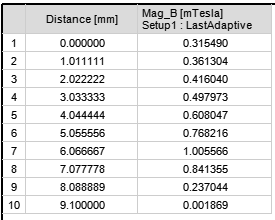 Distance [mm] Mag_B [mTesla]
Setup1 : LastAdaptive
1 0.000000 0.315490
2 1.011111 0.361304
3 2.022222 0.416040
4 3.033333 0.497973
5 4.044444 0.608047
6 5.055556 0.768216
7 6.066667 1.005566
8 7.077778 0.841355
9 8.088889 0.237044
10 9.100000 0.001869